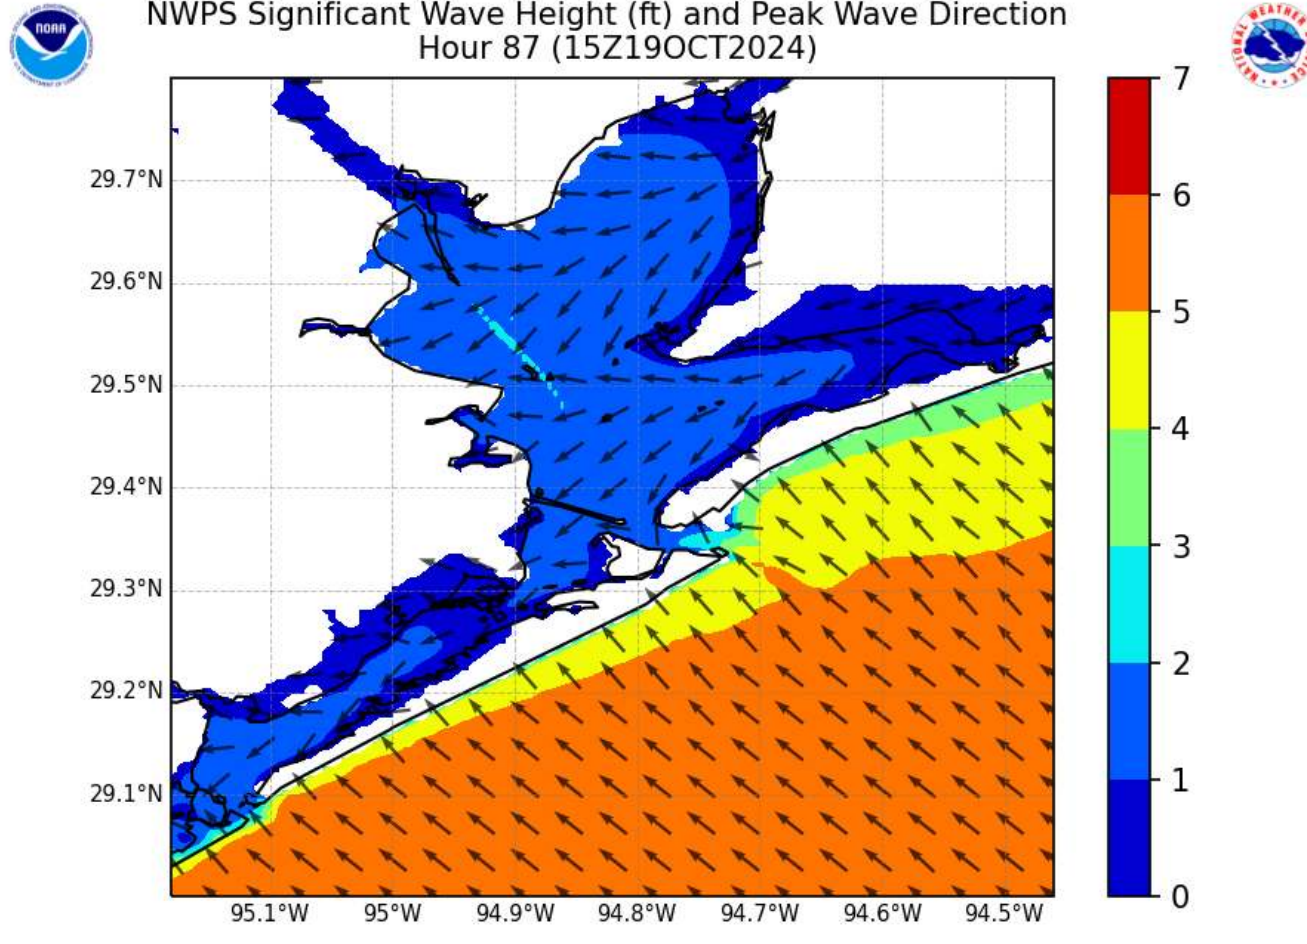 NWPS Significant Wave Height (ft) and Peak Wave Direction
Hour 87 (15Z19OCT2024)
NOAA
7
6
5
4
3
2
1
0
29.7°N
29.6°N
29.5°N
29.4°N
29.3°N
29.2°N
29.1°N
95.1°W 95°W 94.9°W 94.8°W 94.7°W 94.6°W 94.5°W